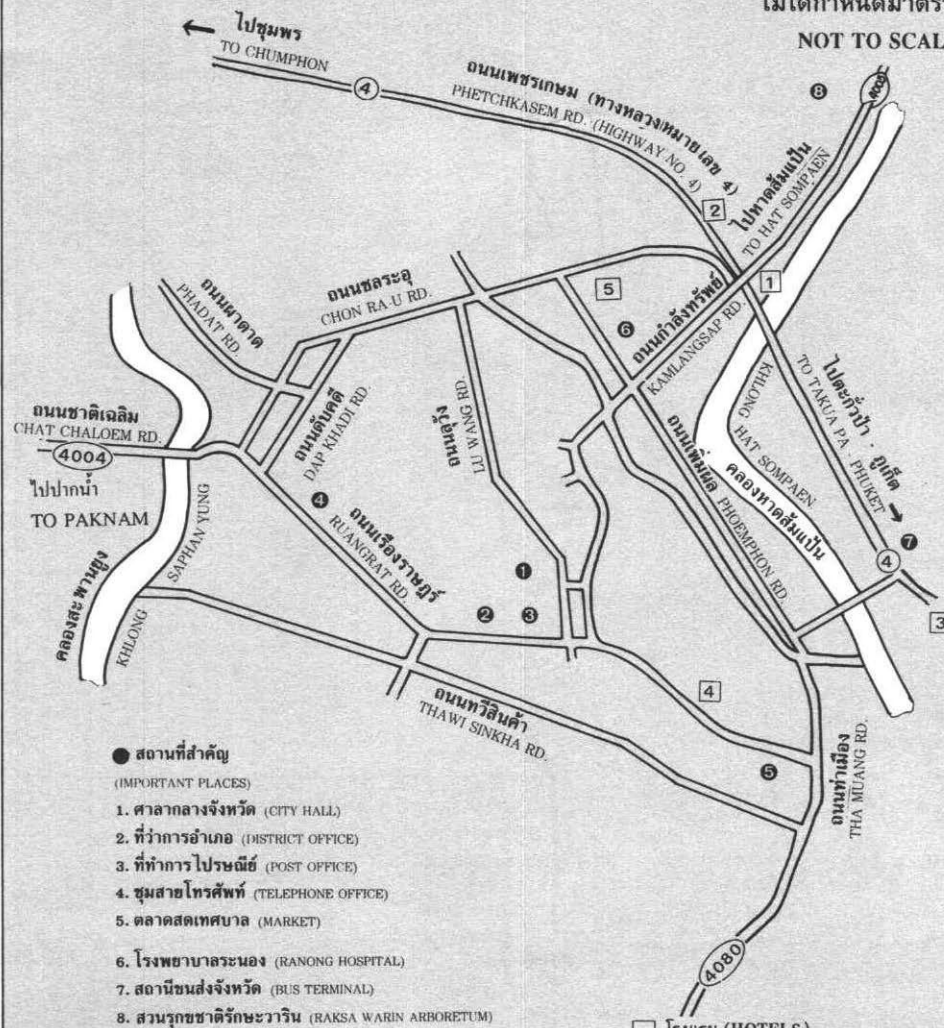 NOT TO SCAL
ไปชุมพร
TO CHUMPHON
4
ถนนเพชรเกษม (ทางหลวงหมายเลข 4)
PHETCHKASEM RD. (HIGHWAY NO. 4)
8
4005
ไปหาดส้มแป้น
TO HAT SOMPAEN
2
1
5
6
ถนนกำลังทรัพย์
KAMLANGSAP RD.
ถนนชลระอุ
CHON RA-U RD.
ถนนผาดาด
PHADAT RD.
ถนนดับคดี
DAP KHADI RD.
ถนนลุวัง
LU WANG RD
ถนนชาติเฉลิม
CHAT CHALOEM RD.
4004
ไปปากน้ำ
TO PAKNAM
คลองสะพานยูง
KHLONG SAPHAN YUNG
4
ถนนเรืองราษฎร์
RUANGRAT RD.
1
2
3
KHLONG HAT SOMPAEN
คลองหาดส้มแป้น
ไปตะกั่วป่า - ภูเก็ต
TO TAKUA PA - PHUKET
7
4
3
ถนนเพิ่มผล
PHOEMPHON RD.
4
5
ถนนทวีสินค้า
THAWI SINKHA RD.
ถนนท่าเมือง
THA MUANG RD.
4080
● สถานที่สำคัญ
(IMPORTANT PLACES)
1. ศาลากลางจังหวัด (CITY HALL)
2. ที่ว่าการอำเภอ (DISTRICT OFFICE)
3. ที่ทำการไปรษณีย์ (POST OFFICE)
4. ชุมสายโทรศัพท์ (TELEPHONE OFFICE)
5. ตลาดสดเทศบาล (MARKET)
6. โรงพยาบาลระนอง (RANONG HOSPITAL)
7. สถานีขนส่งจังหวัด (BUS TERMINAL)
8. สวนรุกขชาติรักษะวาริน (RAKSA WARIN ARBORETUM)
โรงแรม (HOTELS)